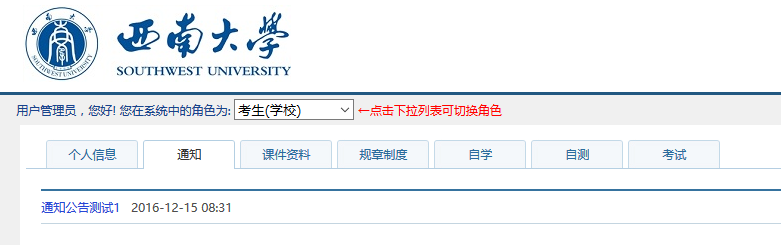 西南大学
SOUTHWEST UNIVERSITY
用户管理员，您好! 您在系统中的角色为: 考生(学校) ←点击下拉列表可切换角色
个人信息 通知 课件资料 规章制度 自学 自测 考试
通知公告测试1 2016-12-15 08:31